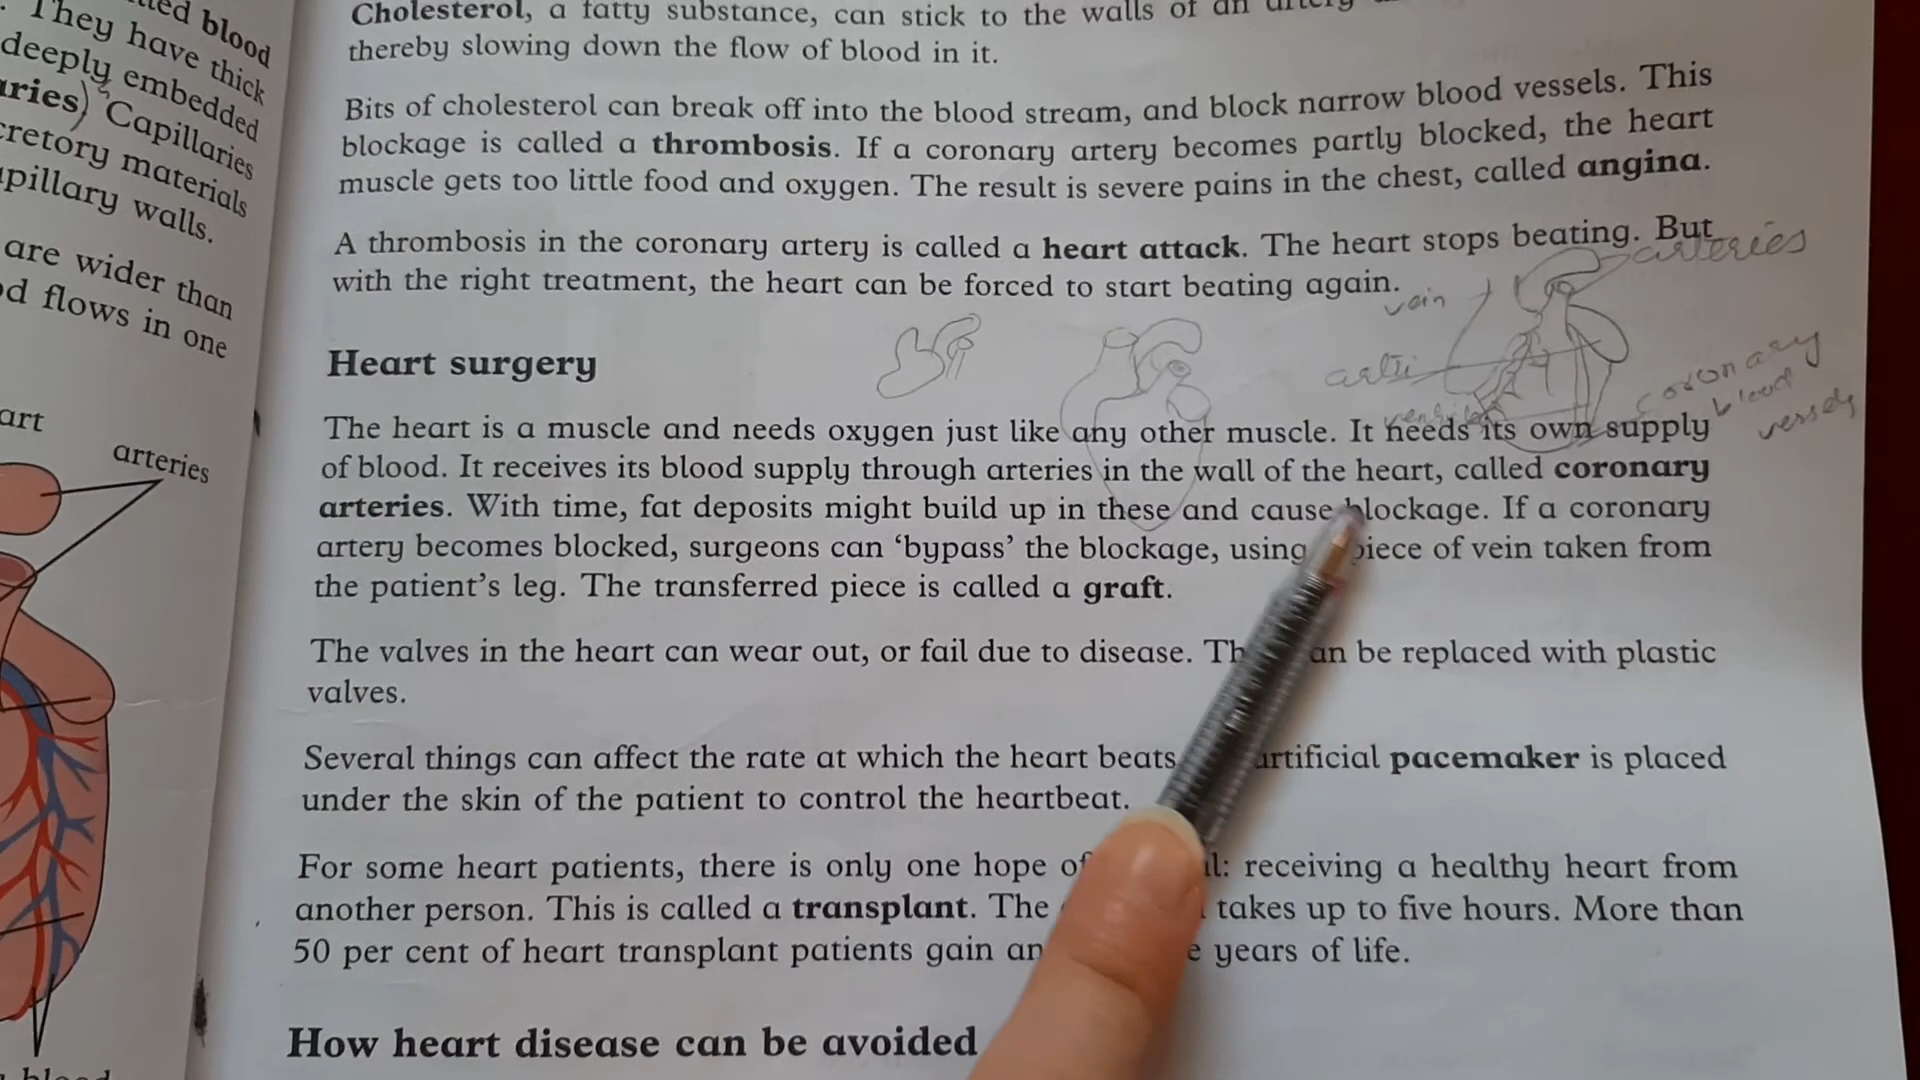 blood
They have thick
deeply embedded
aries) Capillaries
cretory materials
pillary walls.
are wider than
d flows in one
art
arteries
Cholesterol, a fatty substance, can stick to the walls of an artery
thereby slowing down the flow of blood in it.
Bits of cholesterol can break off into the blood stream, and block narrow blood vessels. This
blockage is called a thrombosis. If a coronary artery becomes partly blocked, the heart
muscle gets too little food and oxygen. The result is severe pains in the chest, called angina.
A thrombosis in the coronary artery is called a heart attack. The heart stops beating. But
with the right treatment, the heart can be forced to start beating again.
arteries
vein
coronary
blood
vessels
Heart surgery
The heart is a muscle and needs oxygen just like any other muscle. It needs its own supply
of blood. It receives its blood supply through arteries in the wall of the heart, called coronary
arteries. With time, fat deposits might build up in these and cause blockage. If a coronary
artery becomes blocked, surgeons can ‘bypass’ the blockage, using piece of vein taken from
the patient’s leg. The transferred piece is called a graft.
The valves in the heart can wear out, or fail due to disease. Th an be replaced with plastic
valves.
Several things can affect the rate at which the heart beats artificial pacemaker is placed
under the skin of the patient to control the heartbeat.
For some heart patients, there is only one hope of l: receiving a healthy heart from
another person. This is called a transplant. The takes up to five hours. More than
50 per cent of heart transplant patients gain an e years of life.
How heart disease can be avoided